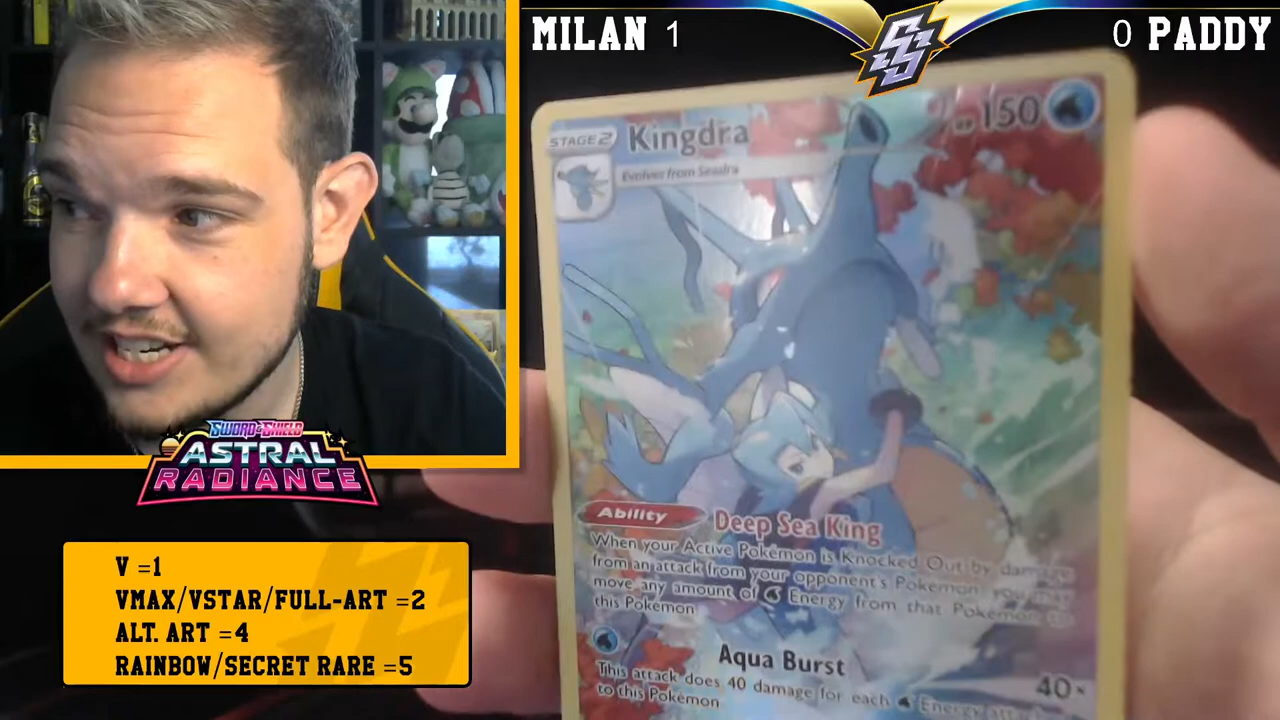 MILAN 1
0 PADDY
STAGE 2
Kingdra
150
Evolves from Seadra
SWORD & SHIELD
ASTRAL
RADIANCE
V =1
VMAX/VSTAR/FULL-ART =2
ALT. ART =4
RAINBOW/SECRET RARE =5
Ability
Deep Sea King
When your Active Pokémon is Knocked Out by damage
from an attack from your opponent's Pokémon, you may
move any amount of Energy from that Pokémon to
this Pokémon
Aqua Burst
40×
This attack does 40 damage for each Energy
to this Pokémon